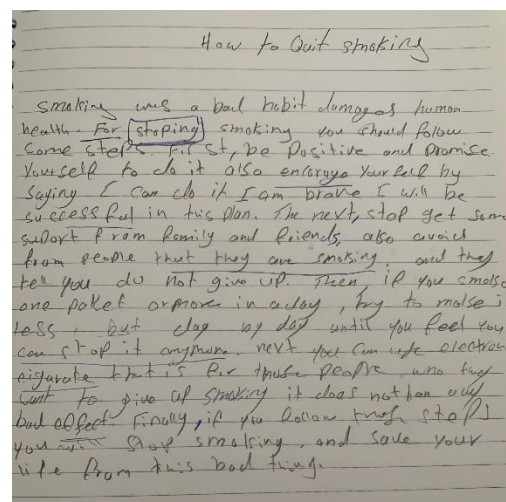 How to Quit smoking
smoking was a bad habit damages human
health. For stoping smoking you should follow
some steps. First, be Positive and Promise
Yourself to do it also encorage Yourself by
saying I can do it I am brave I will be
successful in this plan. The next, stop get som
suport from family and friends, also avoid
from people that they are smoking, and they
tell you do not give up. Then, if you smoke
one paket or more in a day, try to make i
less, but day by day until you feel you
can stop it anymore. next you can use electron
sigarate that is for those people who they
want to give up smoking it does not han any
bad effect. Finally, if you follow these steps
you will stop smoking, and save your
life from this bad thing.